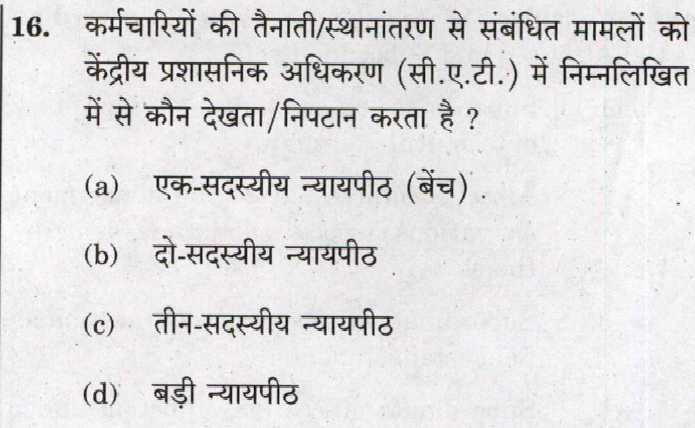 16. कर्मचारियों की तैनाती/स्थानांतरण से संबंधित मामलों को
केंद्रीय प्रशासनिक अधिकरण (सी.ए.टी.) में निम्नलिखित
में से कौन देखता/निपटान करता है ?
(a) एक-सदस्यीय न्यायपीठ (बेंच)
(b) दो-सदस्यीय न्यायपीठ
(c) तीन-सदस्यीय न्यायपीठ
(d) बड़ी न्यायपीठ